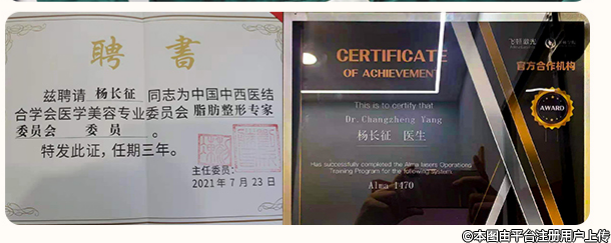 聘 書
兹聘请 杨长征 同志为中国中西医结
合学会医学美容专业委员会 脂肪整形专家
委员会 委 员 。
特发此证，任期三年。
主任委员：
2021年7月23日
CERTIFICATE
OF ACHIEVEMENT
官方合作机构
AWARD
This is to certify that
Dr.Changzheng Yang
杨长征 医生
Has successfully completed the Alma lasers Operations
Training Program for the following System
Alma 1470
@本图由平台注册用户上传